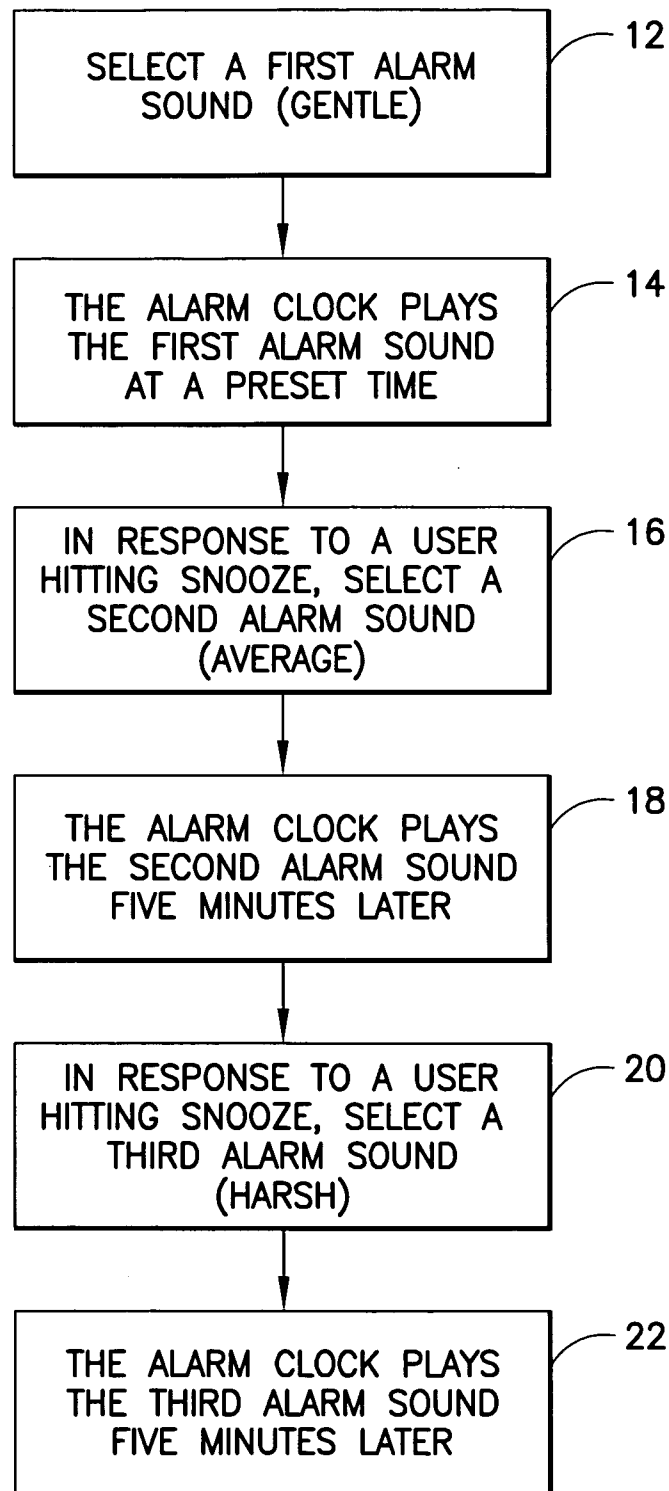 SELECT A FIRST ALARM
SOUND (GENTLE)
12
THE ALARM CLOCK PLAYS
THE FIRST ALARM SOUND
AT A PRESET TIME
14
IN RESPONSE TO A USER
HITTING SNOOZE, SELECT A
SECOND ALARM SOUND
(AVERAGE)
16
THE ALARM CLOCK PLAYS
THE SECOND ALARM SOUND
FIVE MINUTES LATER
18
IN RESPONSE TO A USER
HITTING SNOOZE, SELECT A
THIRD ALARM SOUND
(HARSH)
20
THE ALARM CLOCK PLAYS
THE THIRD ALARM SOUND
FIVE MINUTES LATER
22